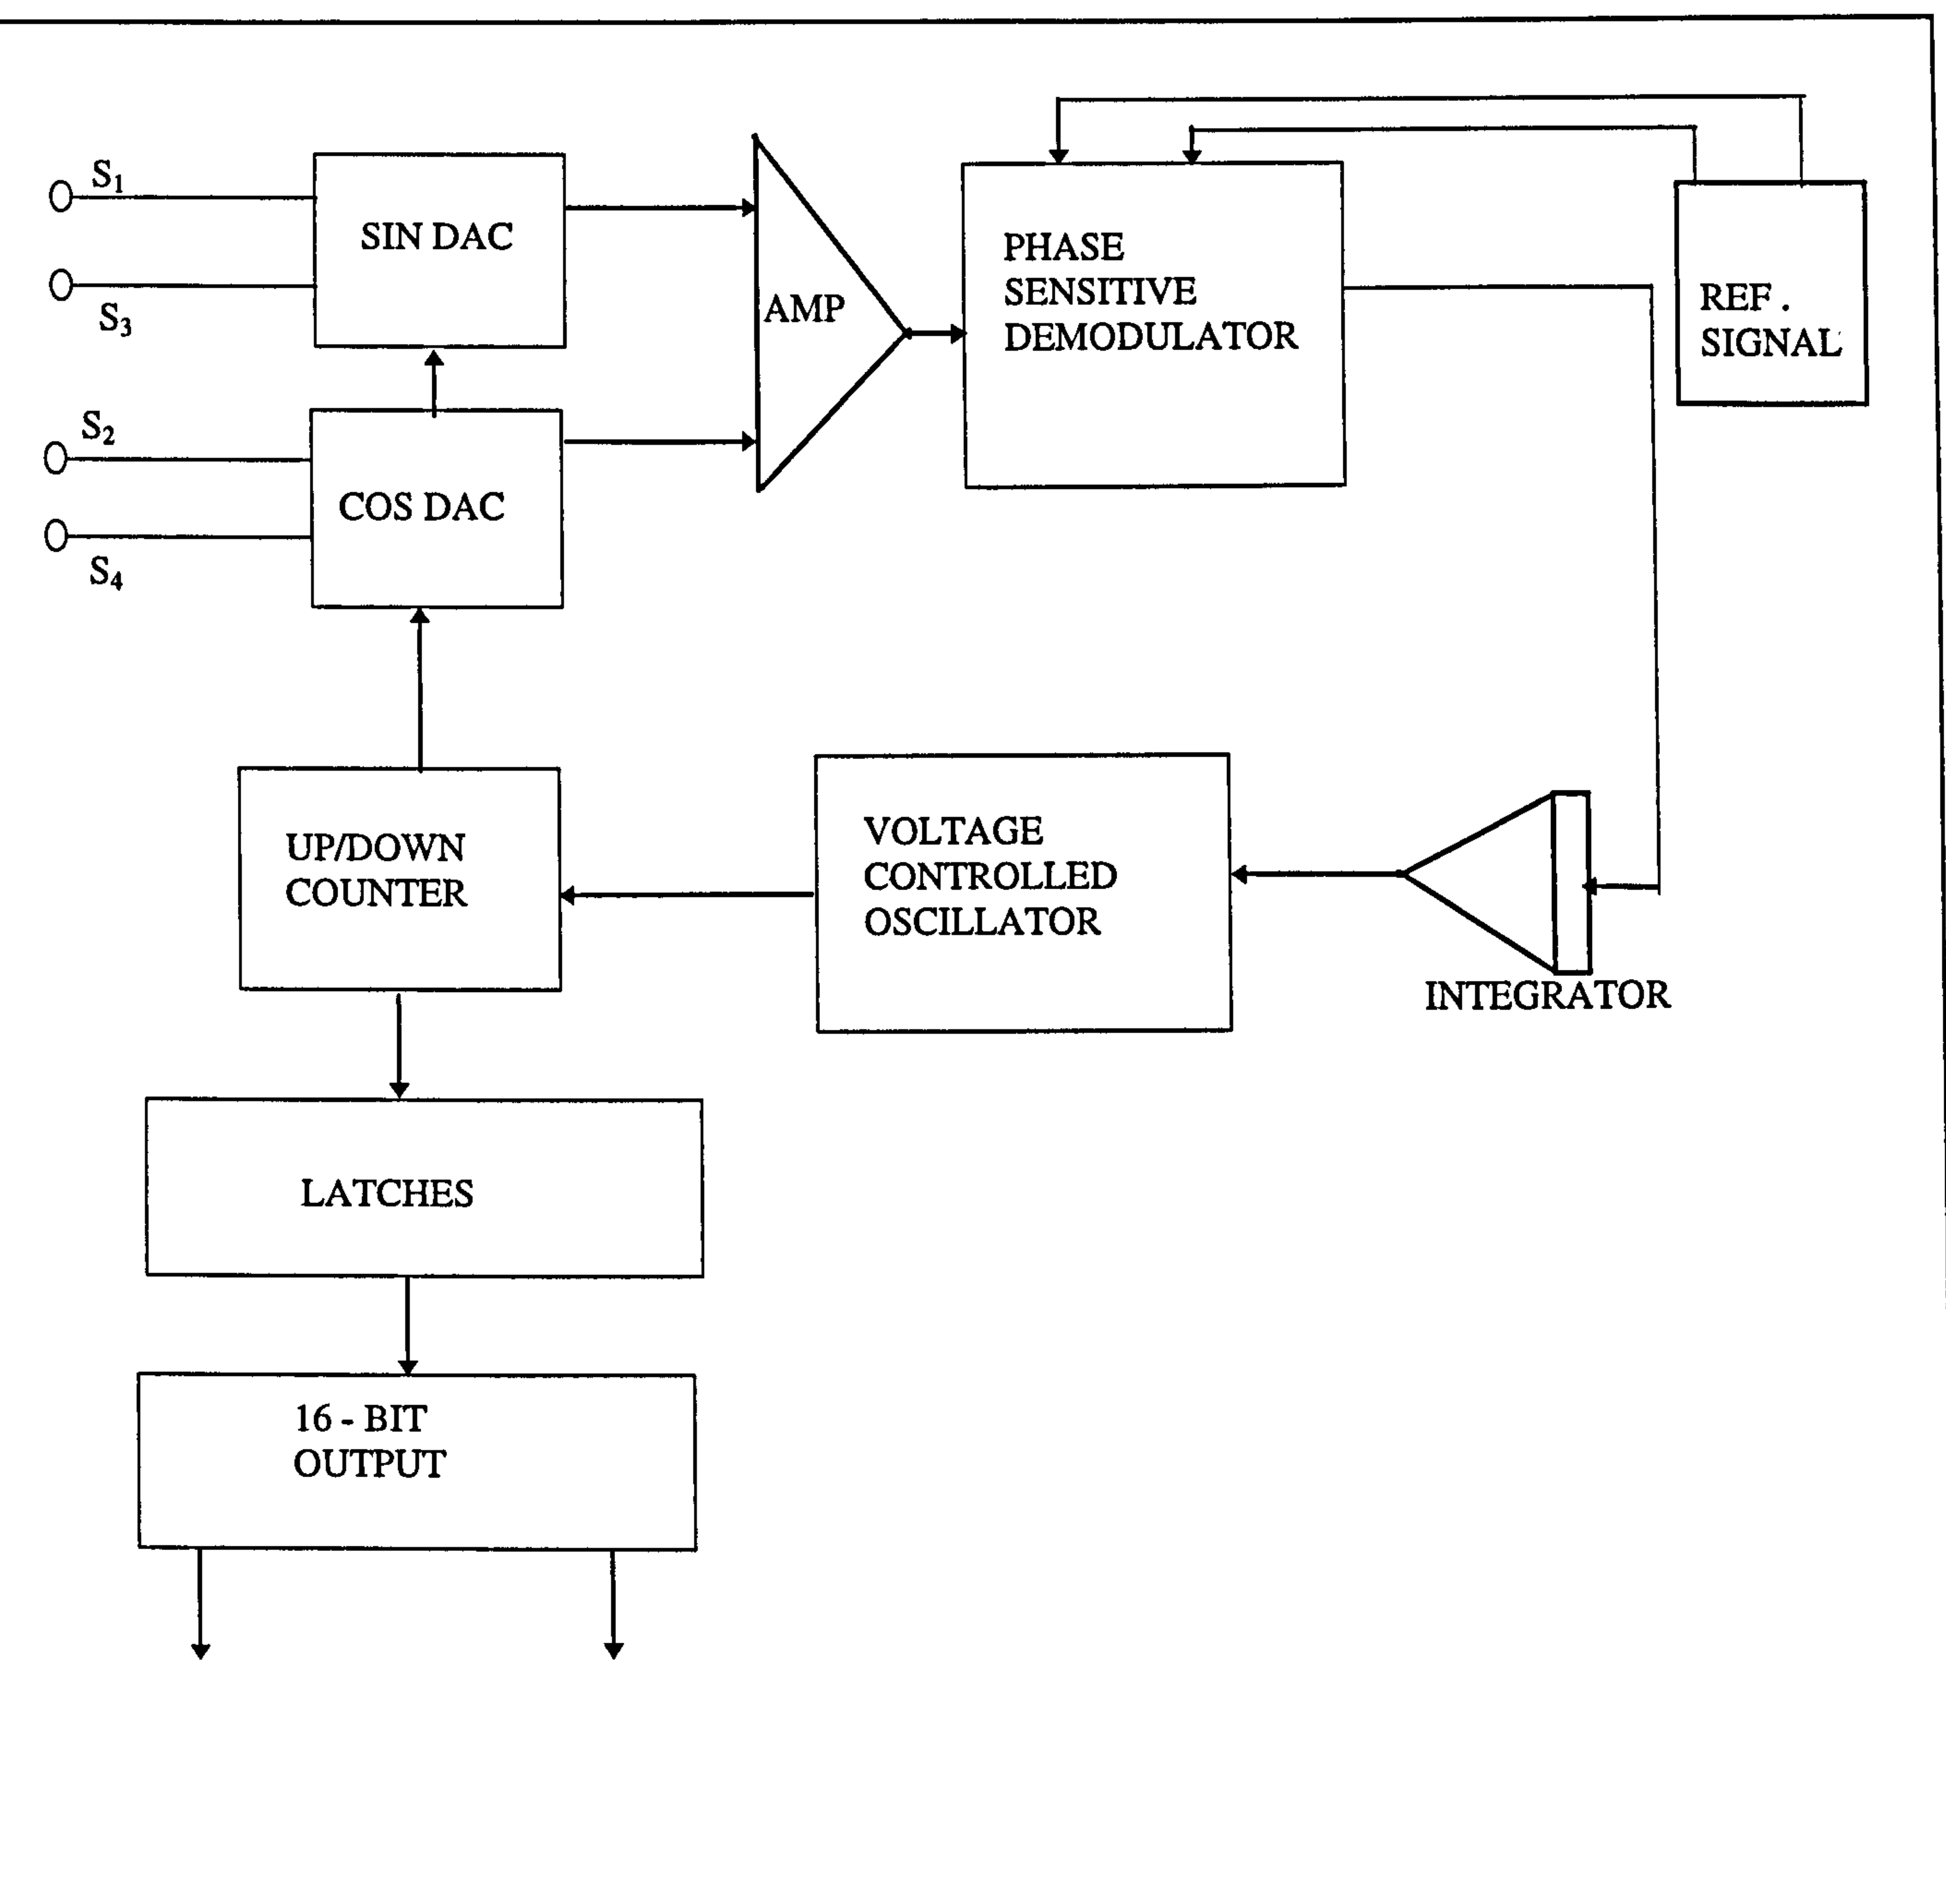 S₁
SIN DAC
S₃
S₂
COS DAC
S₄
AMP
PHASE
SENSITIVE
DEMODULATOR
REF.
SIGNAL
UP/DOWN
COUNTER
VOLTAGE
CONTROLLED
OSCILLATOR
INTEGRATOR
LATCHES
16 - BIT
OUTPUT